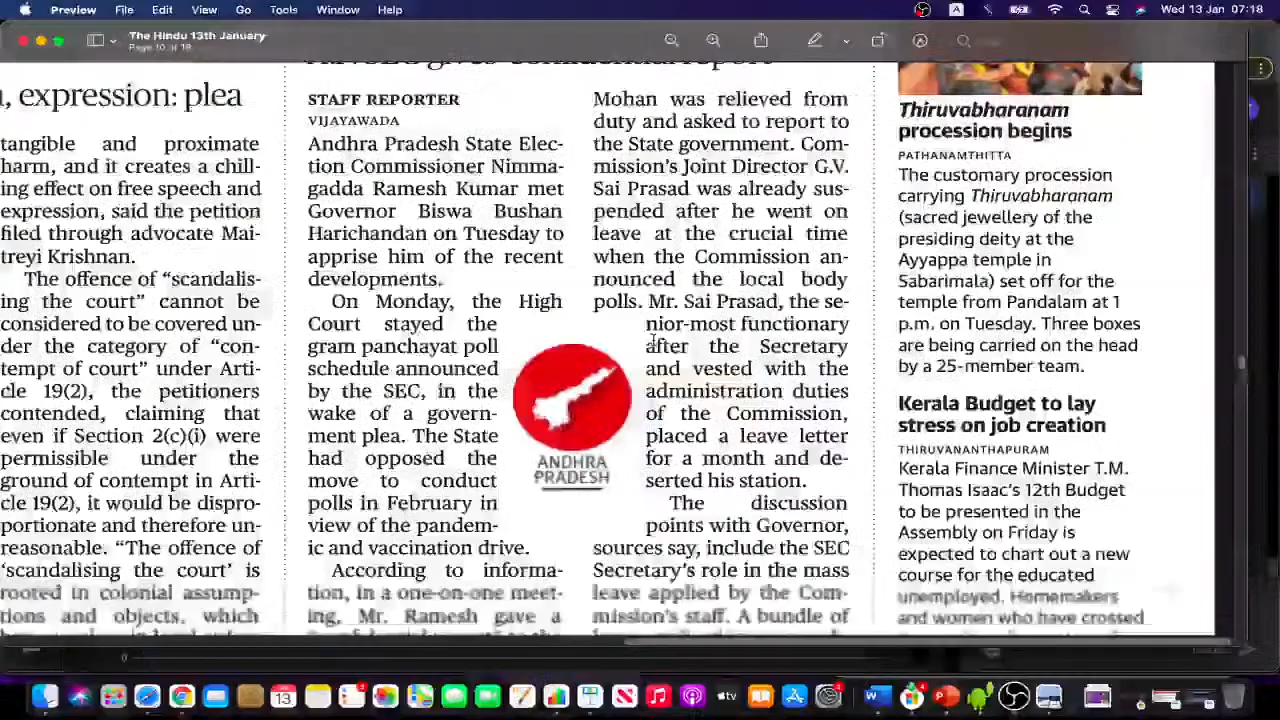 Preview File Edit View Go Tools Window Help
A
Wed 13 Jan 07:18
The Hindu 13th January
Page 10 of 18
, expression: plea
tangible and proximate
harm, and it creates a chill-
ing effect on free speech and
expression, said the petition
filed through advocate Mai-
treyi Krishnan.
The offence of “scandalis-
ing the court” cannot be
considered to be covered un-
der the category of “con-
tempt of court” under Arti-
cle 19(2), the petitioners
contended, claiming that
even if Section 2(c)(i) were
permissible under the
ground of contempt in Arti-
cle 19(2), it would be dispro-
portionate and therefore un-
reasonable. “The offence of
‘scandalising the court’ is
rooted in colonial assump-
tions and objects, which
STAFF REPORTER
VIJAYAWADA
Andhra Pradesh State Elec-
tion Commissioner Nimma-
gadda Ramesh Kumar met
Governor Biswa Bushan
Harichandan on Tuesday to
apprise him of the recent
developments.
On Monday, the High
Court stayed the
gram panchayat poll
schedule announced
by the SEC, in the
wake of a govern-
ment plea. The State
had opposed the
move to conduct
polls in February in
view of the pandem-
ic and vaccination drive.
According to informa-
tion, in a one-on-one meet-
ing, Mr. Ramesh gave a
ANDHRA
PRADESH
Mohan was relieved from
duty and asked to report to
the State government. Com-
mission’s Joint Director G.V.
Sai Prasad was already sus-
pended after he went on
leave at the crucial time
when the Commission an-
nounced the local body
polls. Mr. Sai Prasad, the se-
nior-most functionary
after the Secretary
and vested with the
administration duties
of the Commission,
placed a leave letter
for a month and de-
serted his station.
The discussion
points with Governor,
sources say, include the SEC
Secretary’s role in the mass
leave applied by the Com-
mission’s staff. A bundle of
Thiruvabharanam
procession begins
PATHANAMTHITTA
The customary procession
carrying Thiruvabharanam
(sacred jewellery of the
presiding deity at the
Ayyappa temple in
Sabarimala) set off for the
temple from Pandalam at 1
p.m. on Tuesday. Three boxes
are being carried on the head
by a 25-member team.
Kerala Budget to lay
stress on job creation
THIRUVANANTHAPURAM
Kerala Finance Minister T.M.
Thomas Isaac’s 12th Budget
to be presented in the
Assembly on Friday is
expected to chart out a new
course for the educated
unemployed. Homemakers
and women who have crossed
13
tv